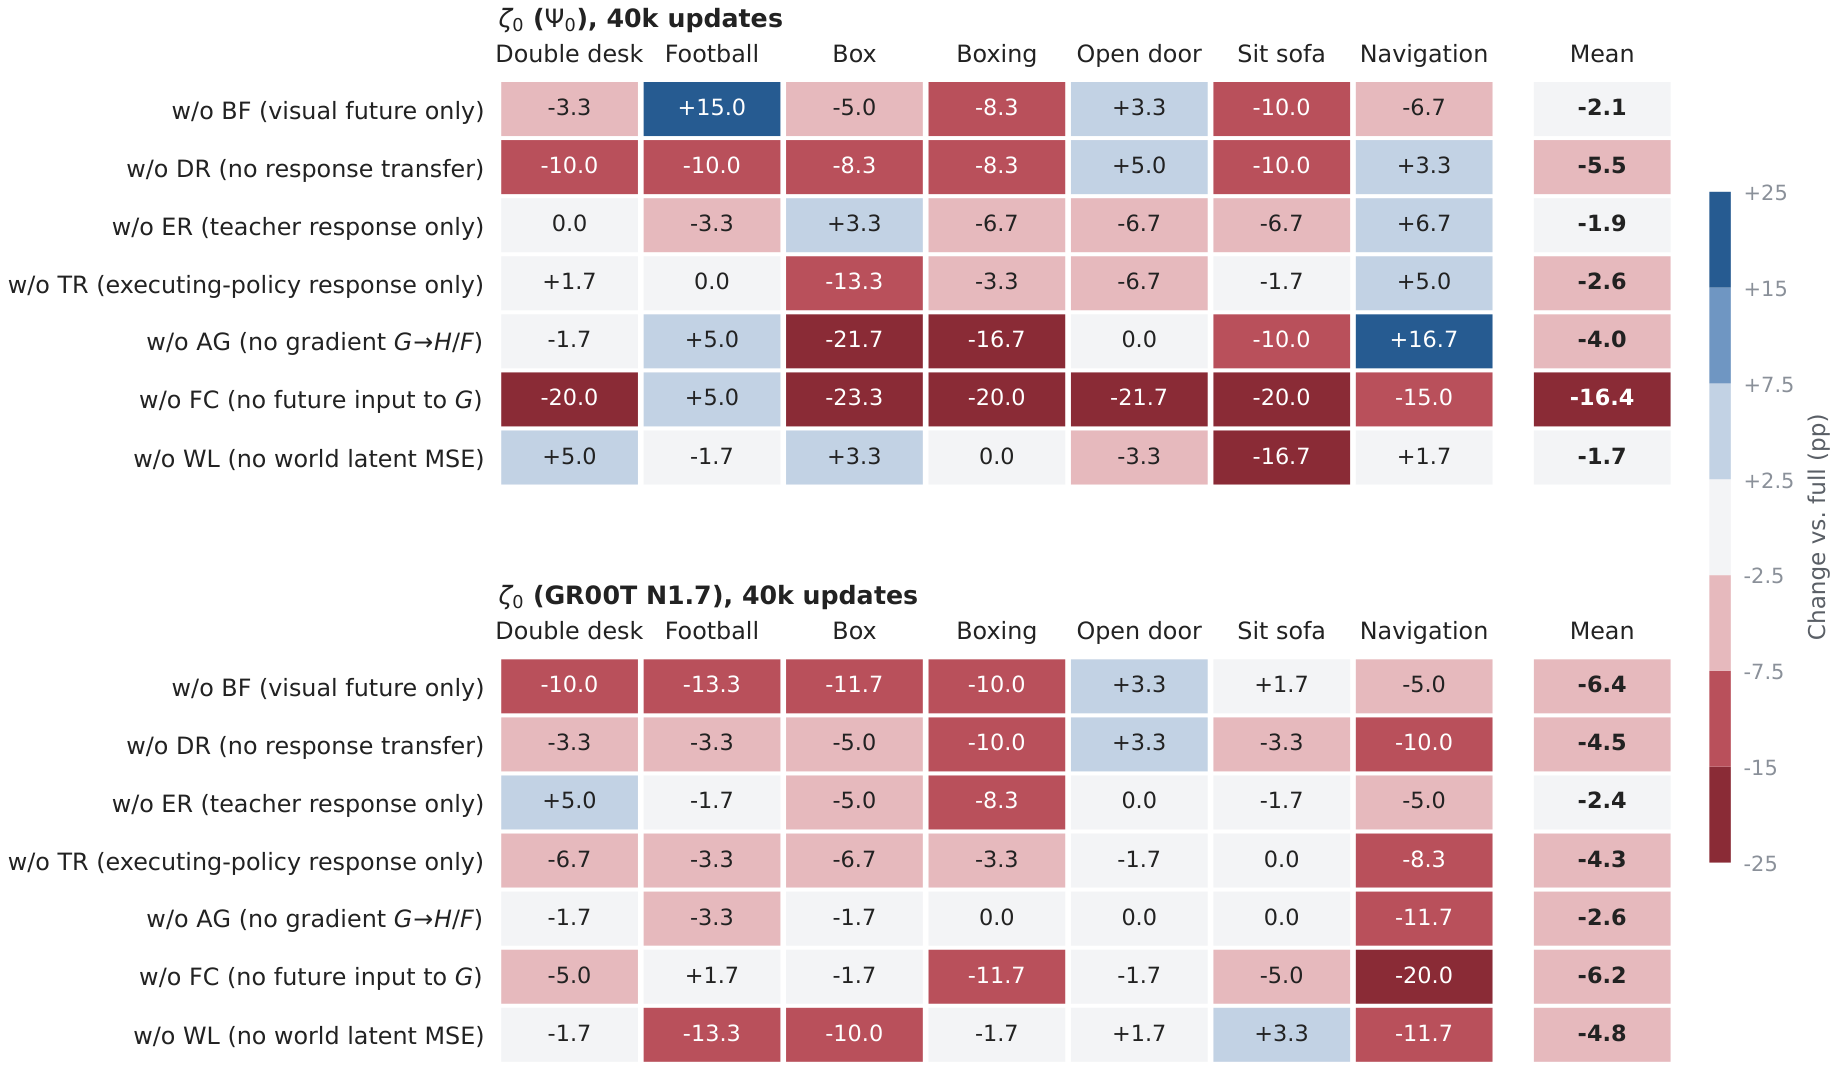 ζ0 (Ψ0), 40k updates
Double desk Football Box Boxing Open door Sit sofa Navigation Mean
w/o BF (visual future only) -3.3 +15.0 -5.0 -8.3 +3.3 -10.0 -6.7 -2.1
w/o DR (no response transfer) -10.0 -10.0 -8.3 -8.3 +5.0 -10.0 +3.3 -5.5
w/o ER (teacher response only) 0.0 -3.3 +3.3 -6.7 -6.7 -6.7 +6.7 -1.9
w/o TR (executing-policy response only) +1.7 0.0 -13.3 -3.3 -6.7 -1.7 +5.0 -2.6
w/o AG (no gradient G→H/F) -1.7 +5.0 -21.7 -16.7 0.0 -10.0 +16.7 -4.0
w/o FC (no future input to G) -20.0 +5.0 -23.3 -20.0 -21.7 -20.0 -15.0 -16.4
w/o WL (no world latent MSE) +5.0 -1.7 +3.3 0.0 -3.3 -16.7 +1.7 -1.7
ζ0 (GR00T N1.7), 40k updates
Double desk Football Box Boxing Open door Sit sofa Navigation Mean
w/o BF (visual future only) -10.0 -13.3 -11.7 -10.0 +3.3 +1.7 -5.0 -6.4
w/o DR (no response transfer) -3.3 -3.3 -5.0 -10.0 +3.3 -3.3 -10.0 -4.5
w/o ER (teacher response only) +5.0 -1.7 -5.0 -8.3 0.0 -1.7 -5.0 -2.4
w/o TR (executing-policy response only) -6.7 -3.3 -6.7 -3.3 -1.7 0.0 -8.3 -4.3
w/o AG (no gradient G→H/F) -1.7 -3.3 -1.7 0.0 0.0 0.0 -11.7 -2.6
w/o FC (no future input to G) -5.0 +1.7 -1.7 -11.7 -1.7 -5.0 -20.0 -6.2
w/o WL (no world latent MSE) -1.7 -13.3 -10.0 -1.7 +1.7 +3.3 -11.7 -4.8
+25
+15
+7.5
+2.5
-2.5
-7.5
-15
-25
Change vs. full (pp)